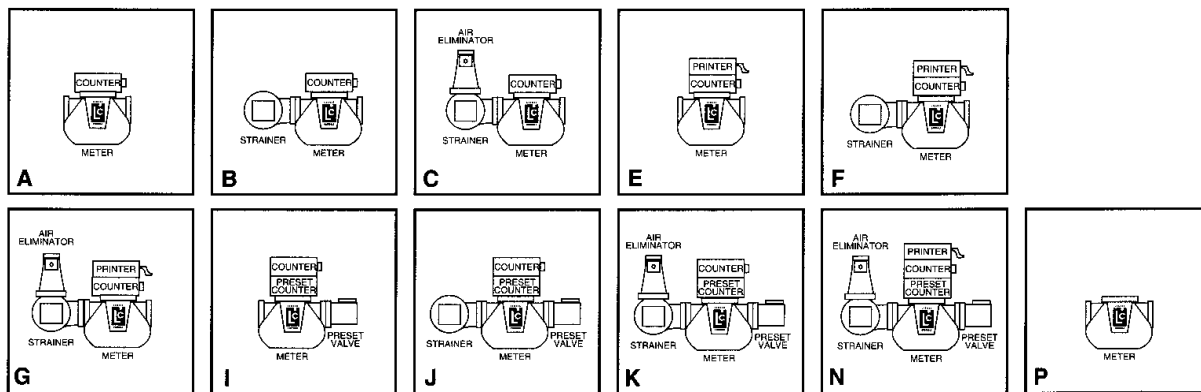 COUNTER
METER
A
COUNTER
STRAINER
METER
B
AIR
ELIMINATOR
COUNTER
STRAINER
METER
C
PRINTER
COUNTER
METER
E
PRINTER
COUNTER
STRAINER
METER
F
AIR
ELIMINATOR
PRINTER
COUNTER
STRAINER
METER
G
COUNTER
PRESET
COUNTER
METER
PRESET
VALVE
I
COUNTER
PRESET
COUNTER
STRAINER
METER
PRESET
VALVE
J
AIR
ELIMINATOR
COUNTER
PRESET
COUNTER
STRAINER
METER
PRESET
VALVE
K
AIR
ELIMINATOR
PRINTER
COUNTER
PRESET
COUNTER
STRAINER
METER
PRESET
VALVE
N
METER
P